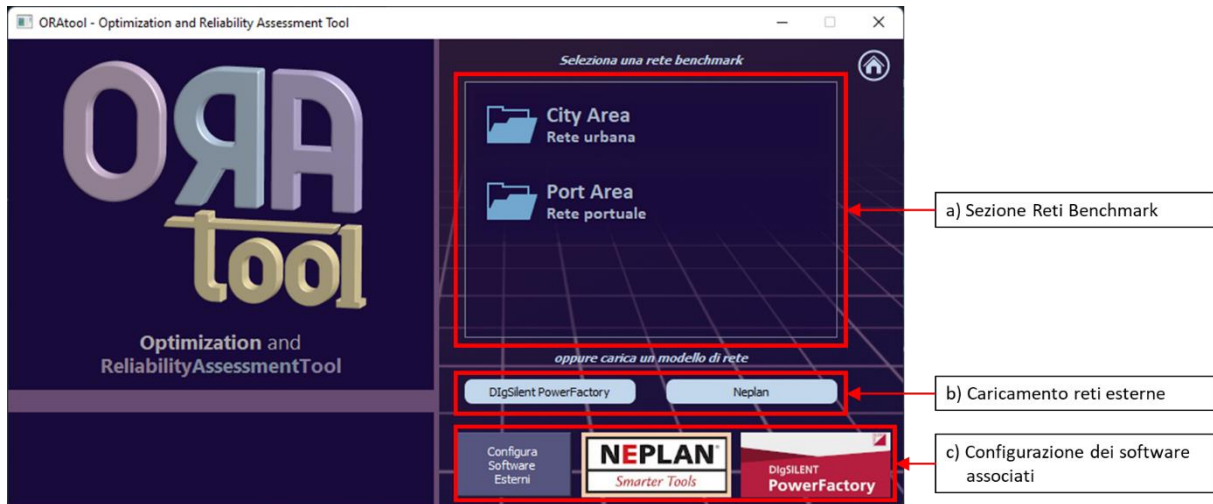 ORAtool - Optimization and Reliability Assessment Tool
ORA
tool
Optimization and
ReliabilityAssessmentTool
Seleziona una rete benchmark
City Area
Rete urbana
Port Area
Rete portuale
oppure carica un modello di rete
DIgSilent PowerFactory
Neplan
Configura
Software
Esterni
NEPLAN
Smarter Tools
DIgSILENT
PowerFactory
a) Sezione Reti Benchmark
b) Caricamento reti esterne
c) Configurazione dei software
associati